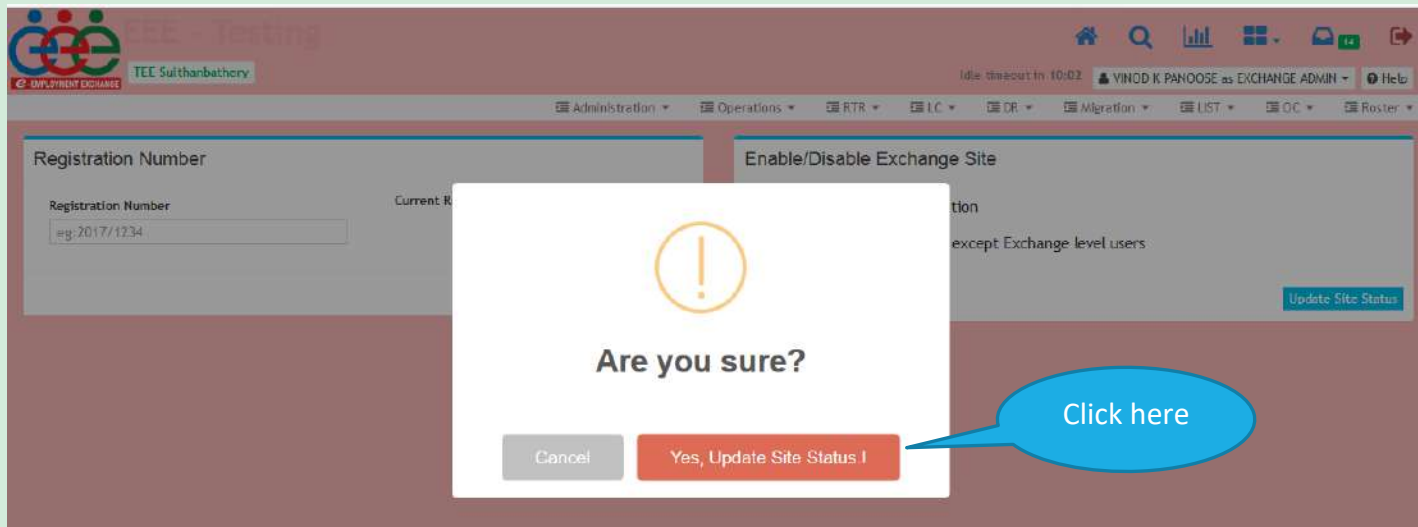 EEE - Testing
eee
e-EMPLOYMENT EXCHANGE
TEE Sulthanbathery
14
Idle timeout in 10:02
VINOD K PANOOSE as EXCHANGE ADMIN
Help
Administration
Operations
RTR
LC
DR
Migration
LIST
OC
Roster
Registration Number
Registration Number
eg:2017/1234
Current R
Enable/Disable Exchange Site
tion
except Exchange level users
Update Site Status
Are you sure?
Cancel
Yes, Update Site Status.!
Click here